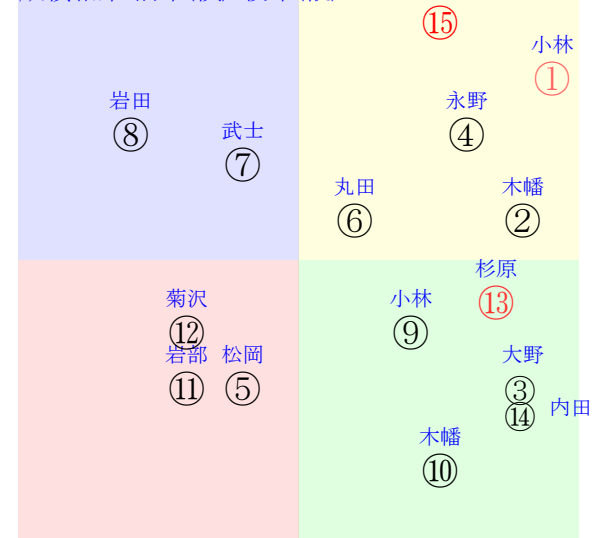 ⑮
小林
①
岩田
⑧
武士
⑦
永野
④
丸田
⑥
木幡
②
菊沢
⑫
岩部
⑪
松岡
⑤
杉原
⑬
小林
⑨
大野
③
⑭
内田
木幡
⑩